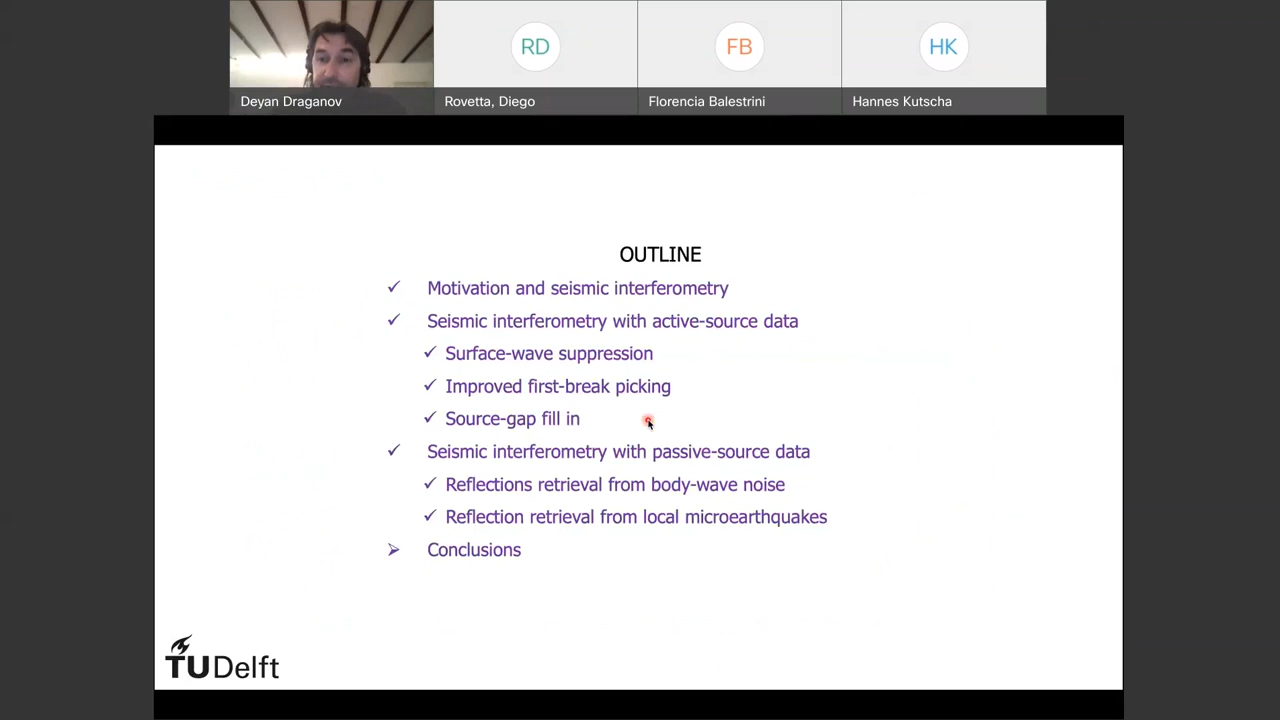 RD
FB
HK
Deyan Draganov
Rovetta, Diego
Florencia Balestrini
Hannes Kutscha
OUTLINE
✓ Motivation and seismic interferometry
✓ Seismic interferometry with active-source data
✓ Surface-wave suppression
✓ Improved first-break picking
✓ Source-gap fill in
✓ Seismic interferometry with passive-source data
✓ Reflections retrieval from body-wave noise
✓ Reflection retrieval from local microearthquakes
➢ Conclusions
TUDelft